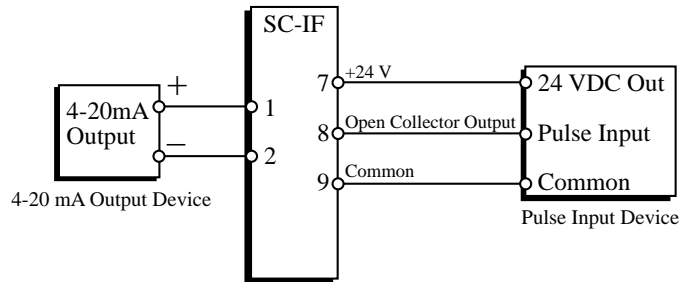 SC-IF
+
4-20mA
Output
−
4-20 mA Output Device
1
2
7
8
9
+24 V
Open Collector Output
Common
24 VDC Out
Pulse Input
Common
Pulse Input Device